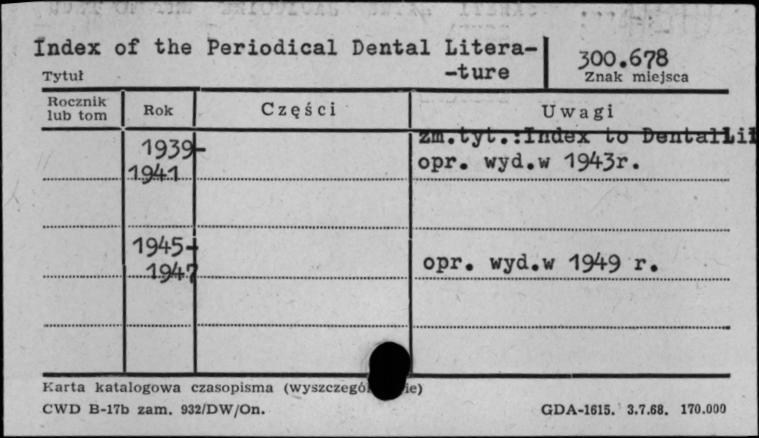 Index of the Periodical Dental Litera-
-ture
Tytuł
300.678
Znak miejsca
Rocznik lub tom Rok Części Uwagi
zm.tyt.:Index to Dental Lit
1939-
1941 opr. wyd.w 1943r.
1945-
1947 opr. wyd.w 1949 r.
Karta katalogowa czasopisma
CWD B-17b zam. 932/DW/On. GDA-1615. 3.7.68. 170.000